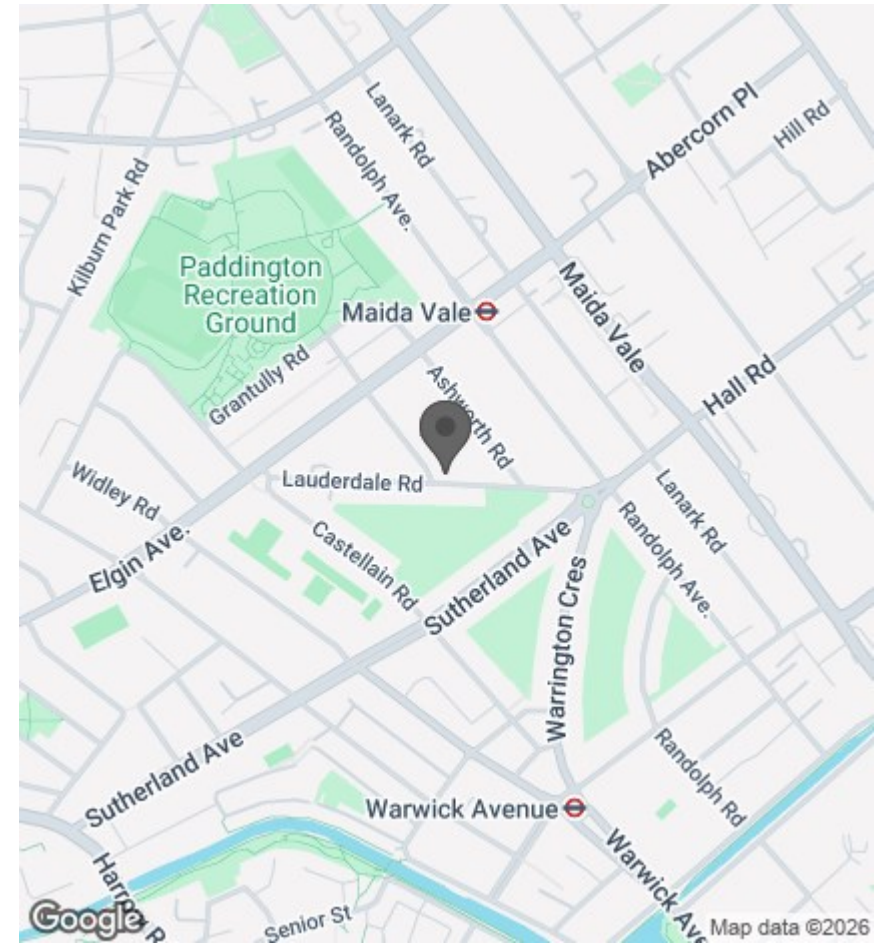 Lanark Rd
Randolph Ave.
Abercorn Pl
Hill Rd
Kilburn Park Rd
Paddington
Recreation
Ground
Maida Vale
Maida Vale
Grantully Rd
Ashworth Rd
Hall Rd
Lauderdale Rd
Widley Rd
Elgin Ave.
Castellain Rd
Sutherland Ave
Lanark Rd
Randolph Ave.
Warrington Cres
Sutherland Ave
Randolph Rd
Warwick Avenue
Warwick Ave
Harrow R
Senior St
Google
Map data ©2026